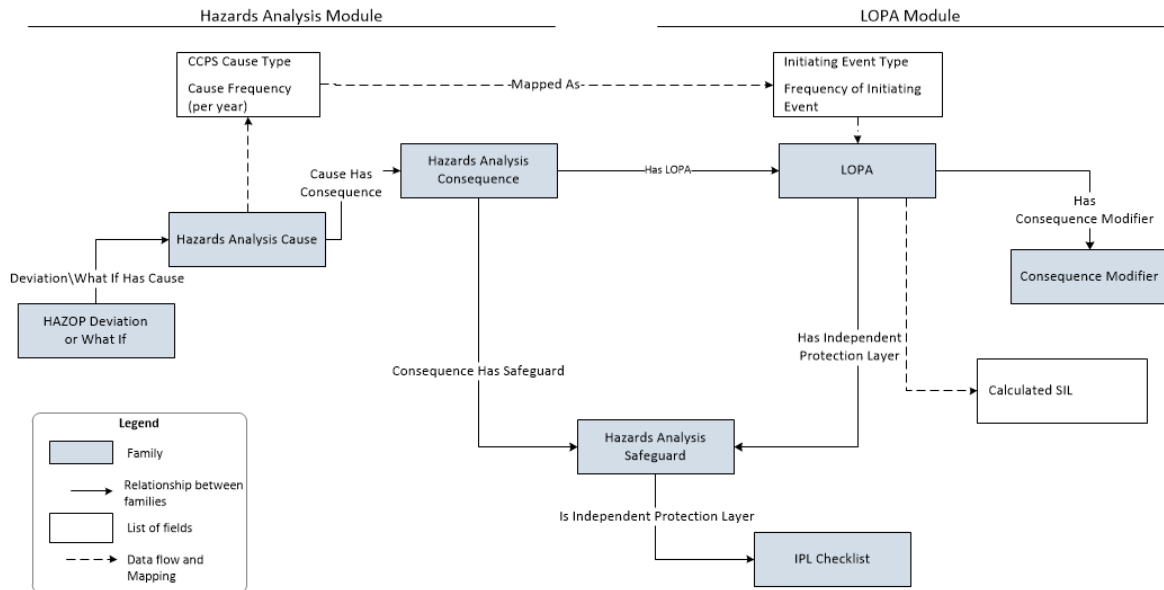 Hazards Analysis Module
LOPA Module
CCPS Cause Type
Cause Frequency
(per year)
Mapped As
Initiating Event Type
Frequency of Initiating
Event
Hazards Analysis
Consequence
Has LOPA
LOPA
Cause Has
Consequence
Has
Consequence Modifier
Hazards Analysis Cause
Deviation\What If Has Cause
Consequence Modifier
HAZOP Deviation
or What If
Has Independent
Protection Layer
Consequence Has Safeguard
Calculated SIL
Hazards Analysis
Safeguard
Is Independent Protection Layer
IPL Checklist
Legend
Family
Relationship between
families
List of fields
Data flow and
Mapping